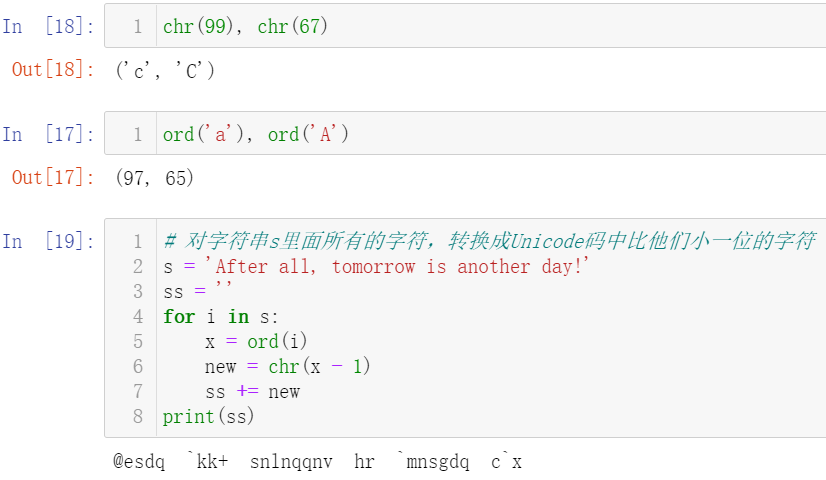 In [18]: 1 chr(99), chr(67)
Out[18]: ('c', 'C')
In [17]: 1 ord('a'), ord('A')
Out[17]: (97, 65)
In [19]: 1 # 对字符串s里面所有的字符，转换成Unicode码中比他们小一位的字符
2 s = 'After all, tomorrow is another day!'
3 ss = ''
4 for i in s:
5     x = ord(i)
6     new = chr(x - 1)
7     ss += new
8 print(ss)
@esdq `kk+ snlnqqnv hr `mnsgdq c`x